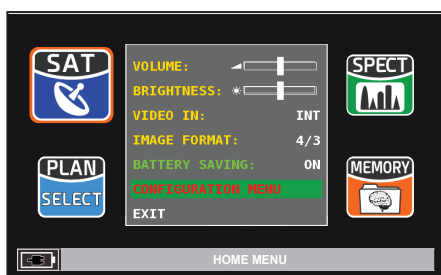 SAT
SPECT
VOLUME:
BRIGHTNESS:
VIDEO IN: INT
IMAGE FORMAT: 4/3
BATTERY SAVING: ON
CONFIGURATION MENU
EXIT
PLAN
SELECT
MEMORY
HOME MENU